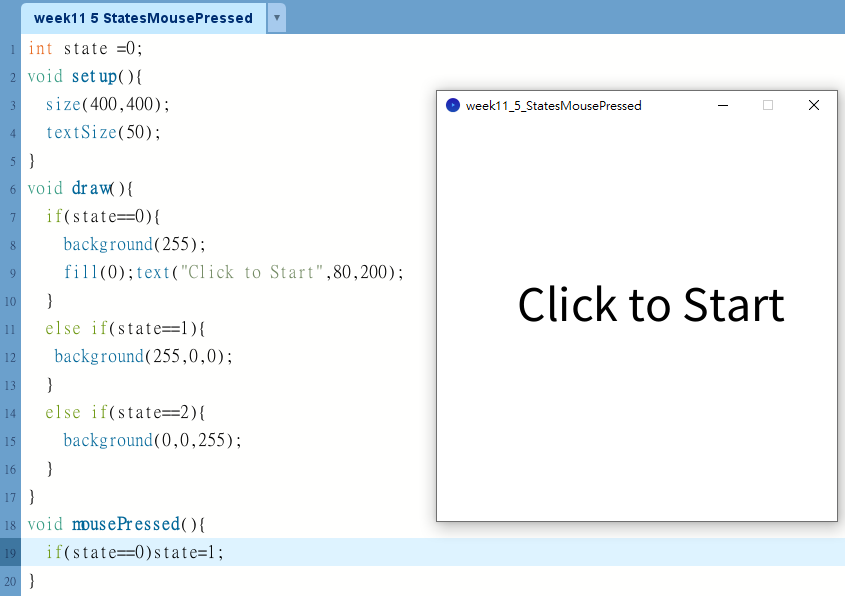 week11 5 StatesMousePressed
1 int state =0;
2 void setup(){
3 size(400,400);
4 textSize(50);
5 }
6 void draw(){
7 if(state==0){
8 background(255);
9 fill(0);text("Click to Start",80,200);
10 }
11 else if(state==1){
12 background(255,0,0);
13 }
14 else if(state==2){
15 background(0,0,255);
16 }
17 }
18 void mousePressed(){
19 if(state==0)state=1;
20 }
week11_5_StatesMousePressed
Click to Start